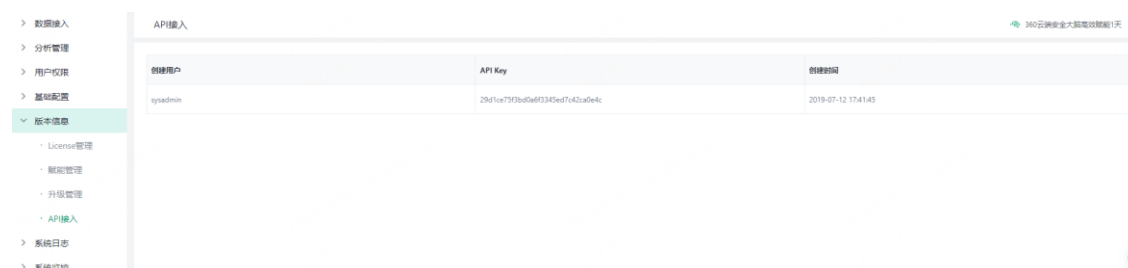 数据接入
分析管理
用户权限
基础配置
版本信息
· License管理
· 赋能管理
· 升级管理
· API接入
系统日志
系统监控
API接入
360云端安全大脑高效赋能1天
创建用户 API Key 创建时间
sysadmin 29d1ce75f3bd0a6f3345ed7c42ca0e4c 2019-07-12 17:41:45